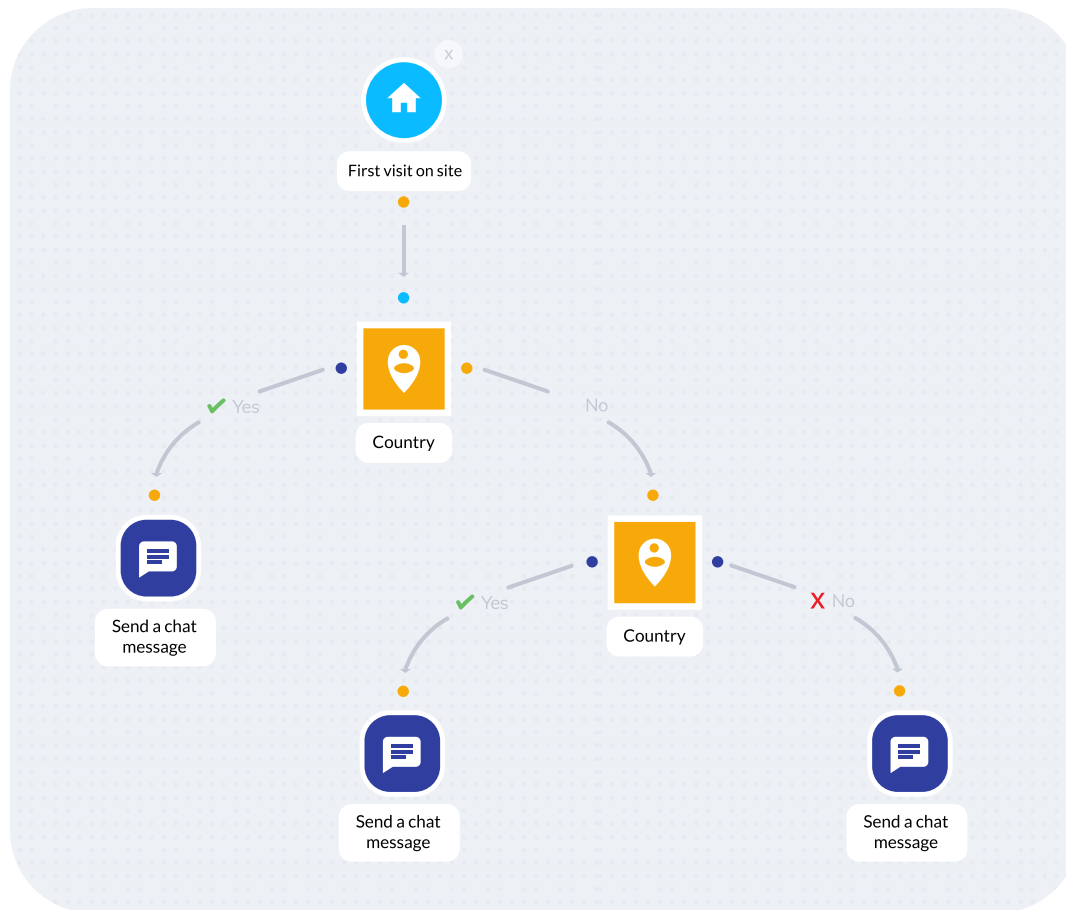 x
First visit on site
Yes
No
Country
Yes
X No
Send a chat
message
Country
Send a chat
message
Send a chat
message